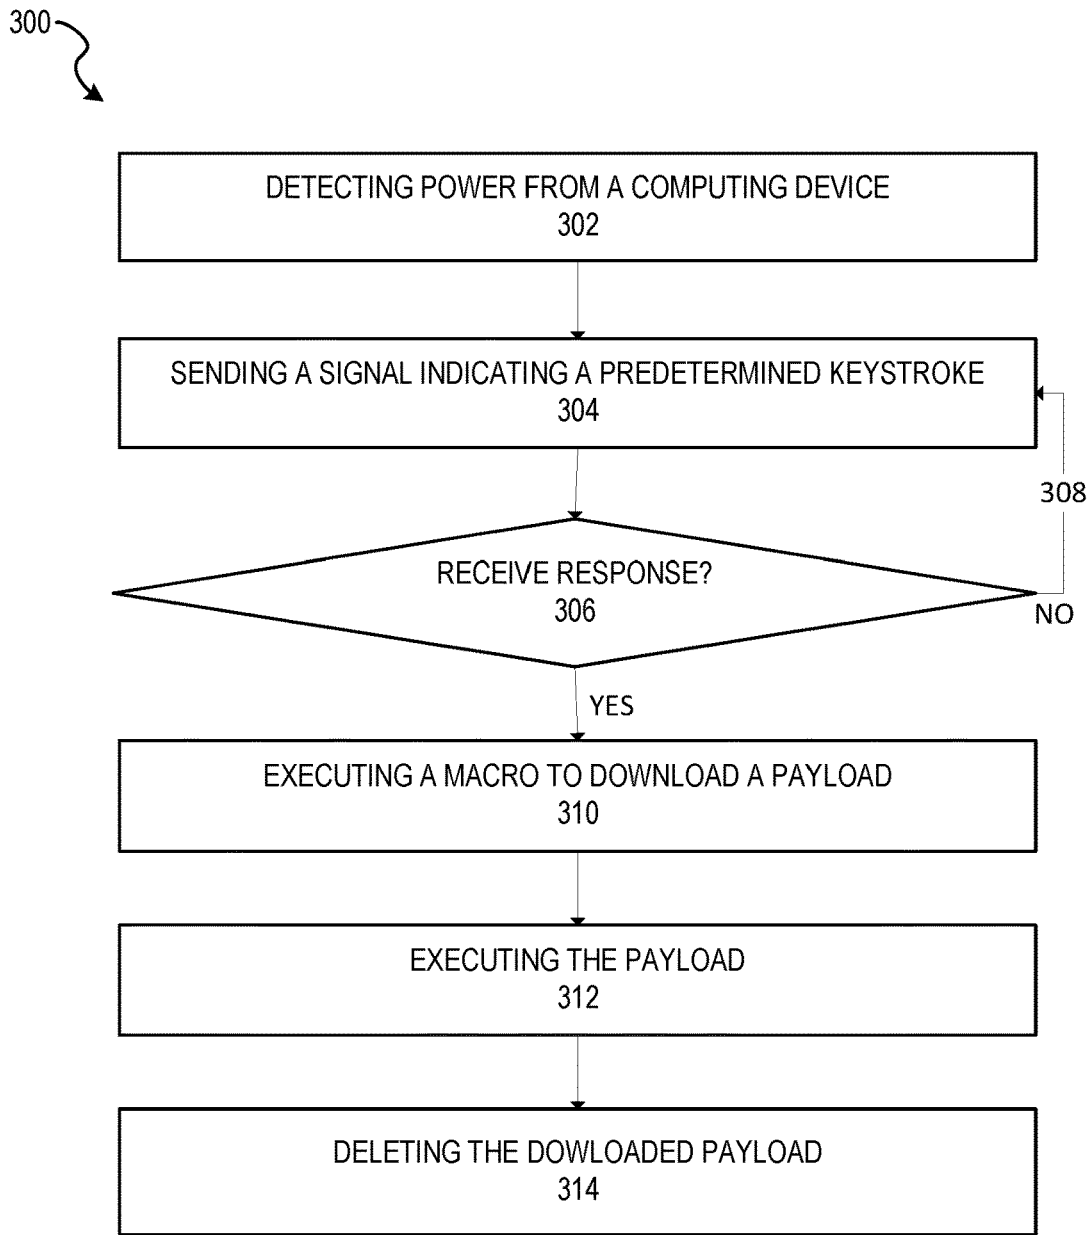 300
DETECTING POWER FROM A COMPUTING DEVICE
302
SENDING A SIGNAL INDICATING A PREDETERMINED KEYSTROKE
304
308
RECEIVE RESPONSE?
306
NO
YES
EXECUTING A MACRO TO DOWNLOAD A PAYLOAD
310
EXECUTING THE PAYLOAD
312
DELETING THE DOWLOADED PAYLOAD
314